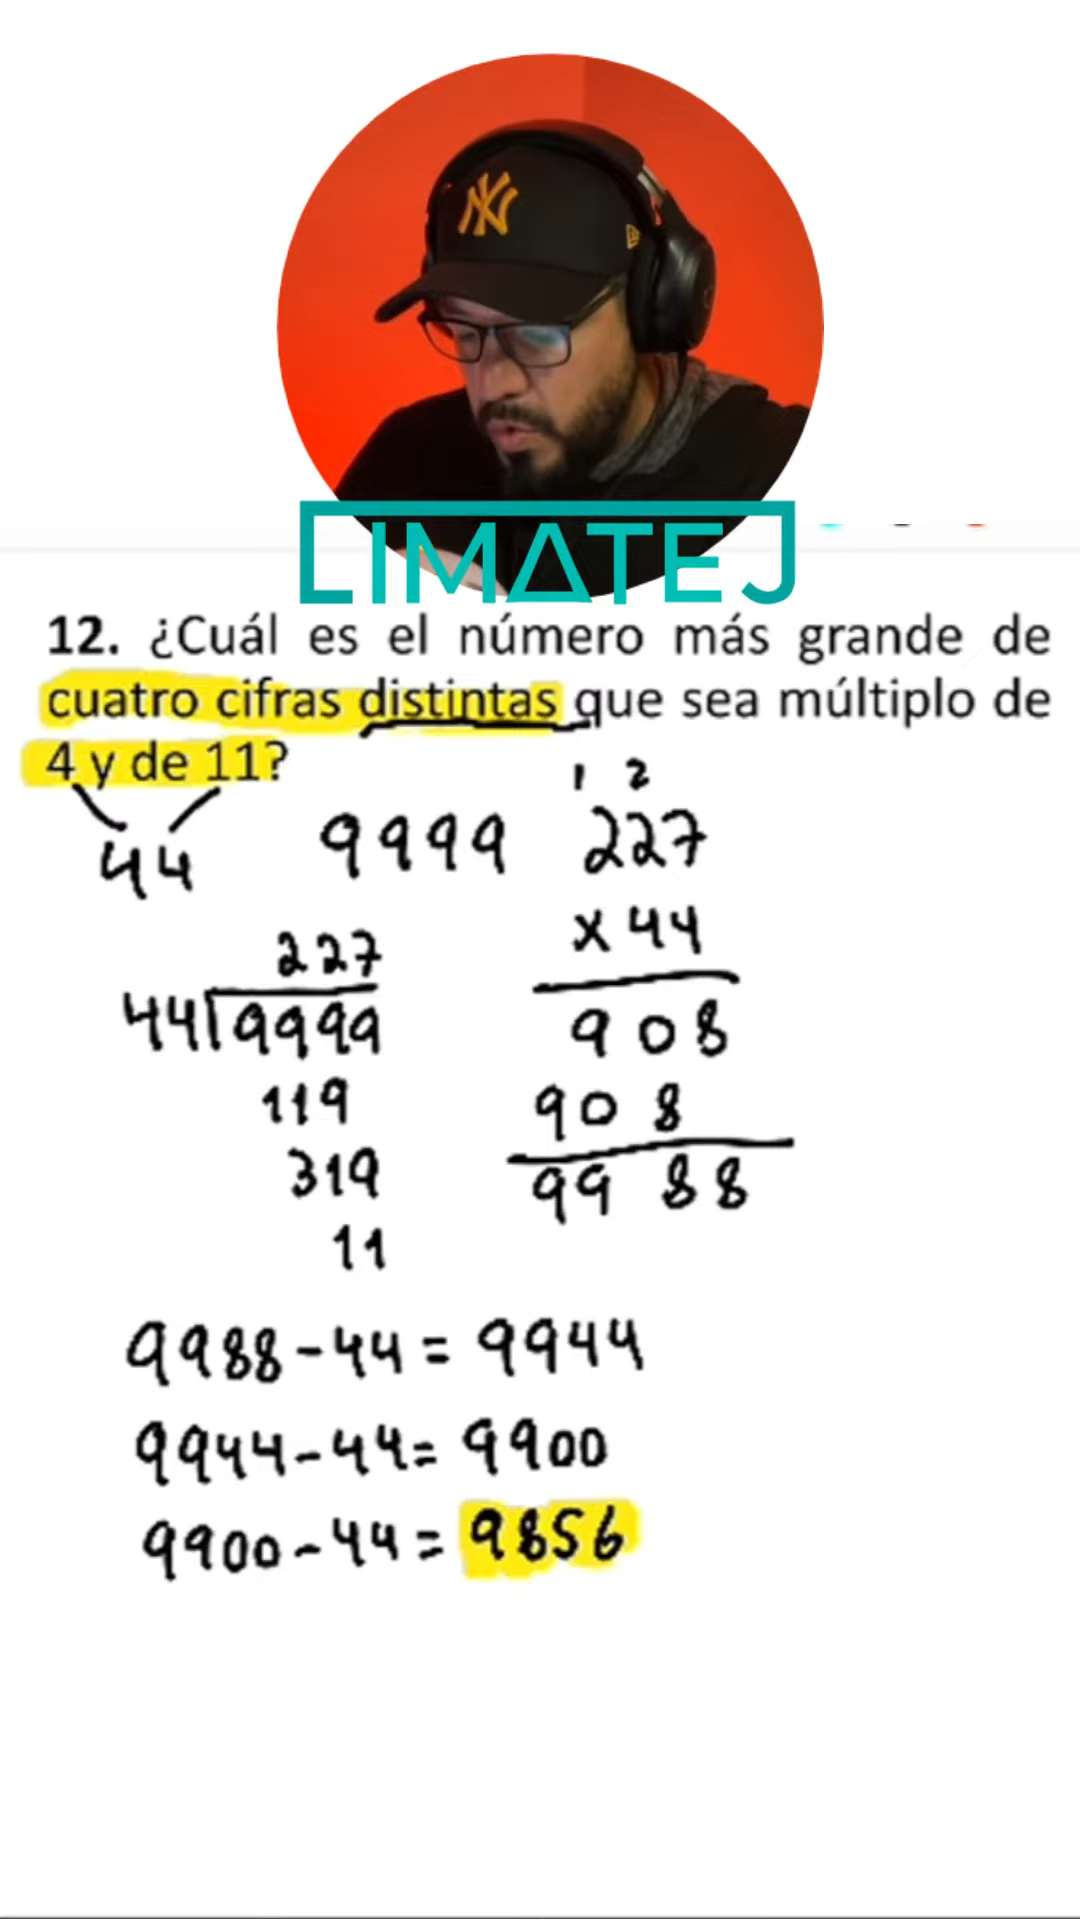 NY
LIMATEJ
12. ¿Cuál es el número más grande de
cuatro cifras distintas que sea múltiplo de
4 y de 11?
1 2
44 9999 227
x 44
227
44 9999
908
119
908
319
9988
11
9988 - 44 = 9944
9944 - 44 = 9900
9900 - 44 = 9856